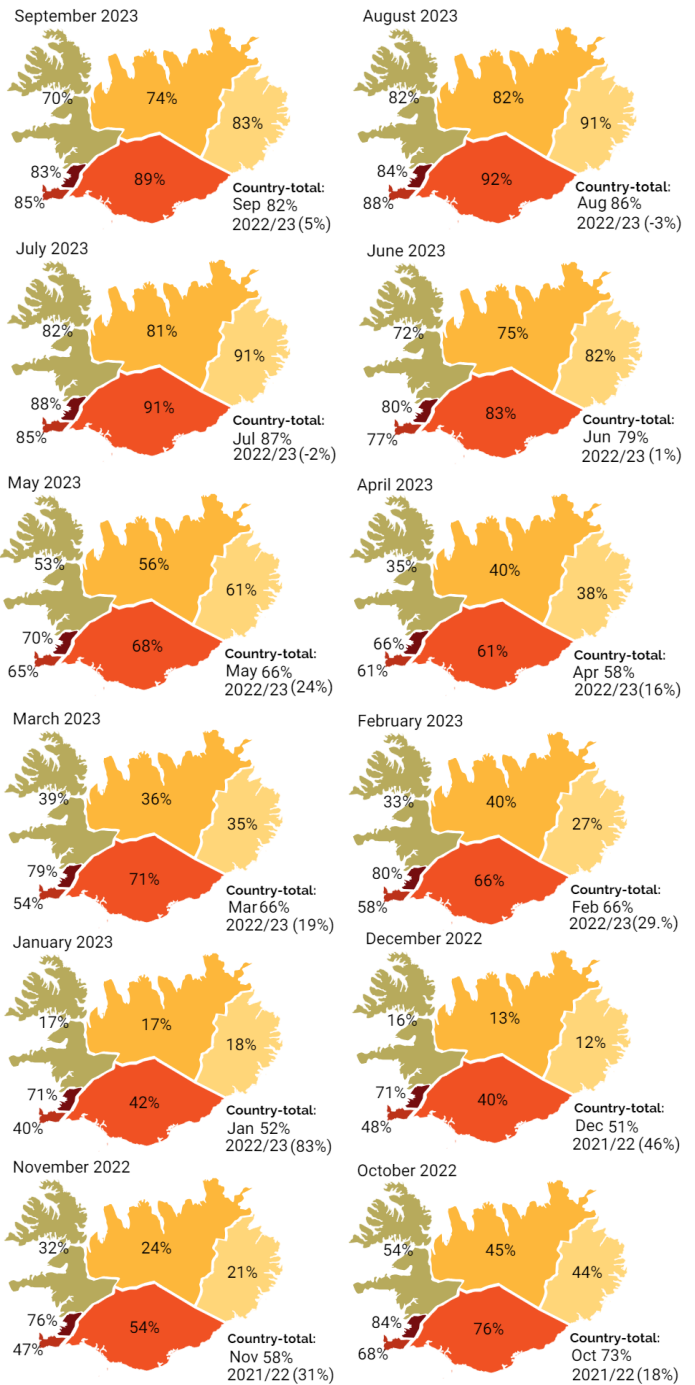 September 2023
70%
74%
83%
83%
89%
85%
Country-total:
Sep 82%
2022/23 (5%)
August 2023
82%
82%
91%
84%
92%
88%
Country-total:
Aug 86%
2022/23 (-3%)
July 2023
82%
81%
91%
88%
91%
85%
Country-total:
Jul 87%
2022/23 (-2%)
June 2023
72%
75%
82%
80%
83%
77%
Country-total:
Jun 79%
2022/23 (1%)
May 2023
53%
56%
61%
70%
68%
65%
Country-total:
May 66%
2022/23 (24%)
April 2023
35%
40%
38%
66%
61%
61%
Country-total:
Apr 58%
2022/23(16%)
March 2023
39%
36%
35%
79%
71%
54%
Country-total:
Mar 66%
2022/23 (19%)
February 2023
33%
40%
27%
80%
66%
58%
Country-total:
Feb 66%
2022/23(29.%)
January 2023
17%
17%
18%
71%
42%
40%
Country-total:
Jan 52%
2022/23 (83%)
December 2022
16%
13%
12%
71%
40%
48%
Country-total:
Dec 51%
2021/22 (46%)
November 2022
32%
24%
21%
76%
54%
47%
Country-total:
Nov 58%
2021/22 (31%)
October 2022
54%
45%
44%
84%
76%
68%
Country-total:
Oct 73%
2021/22 (18%)